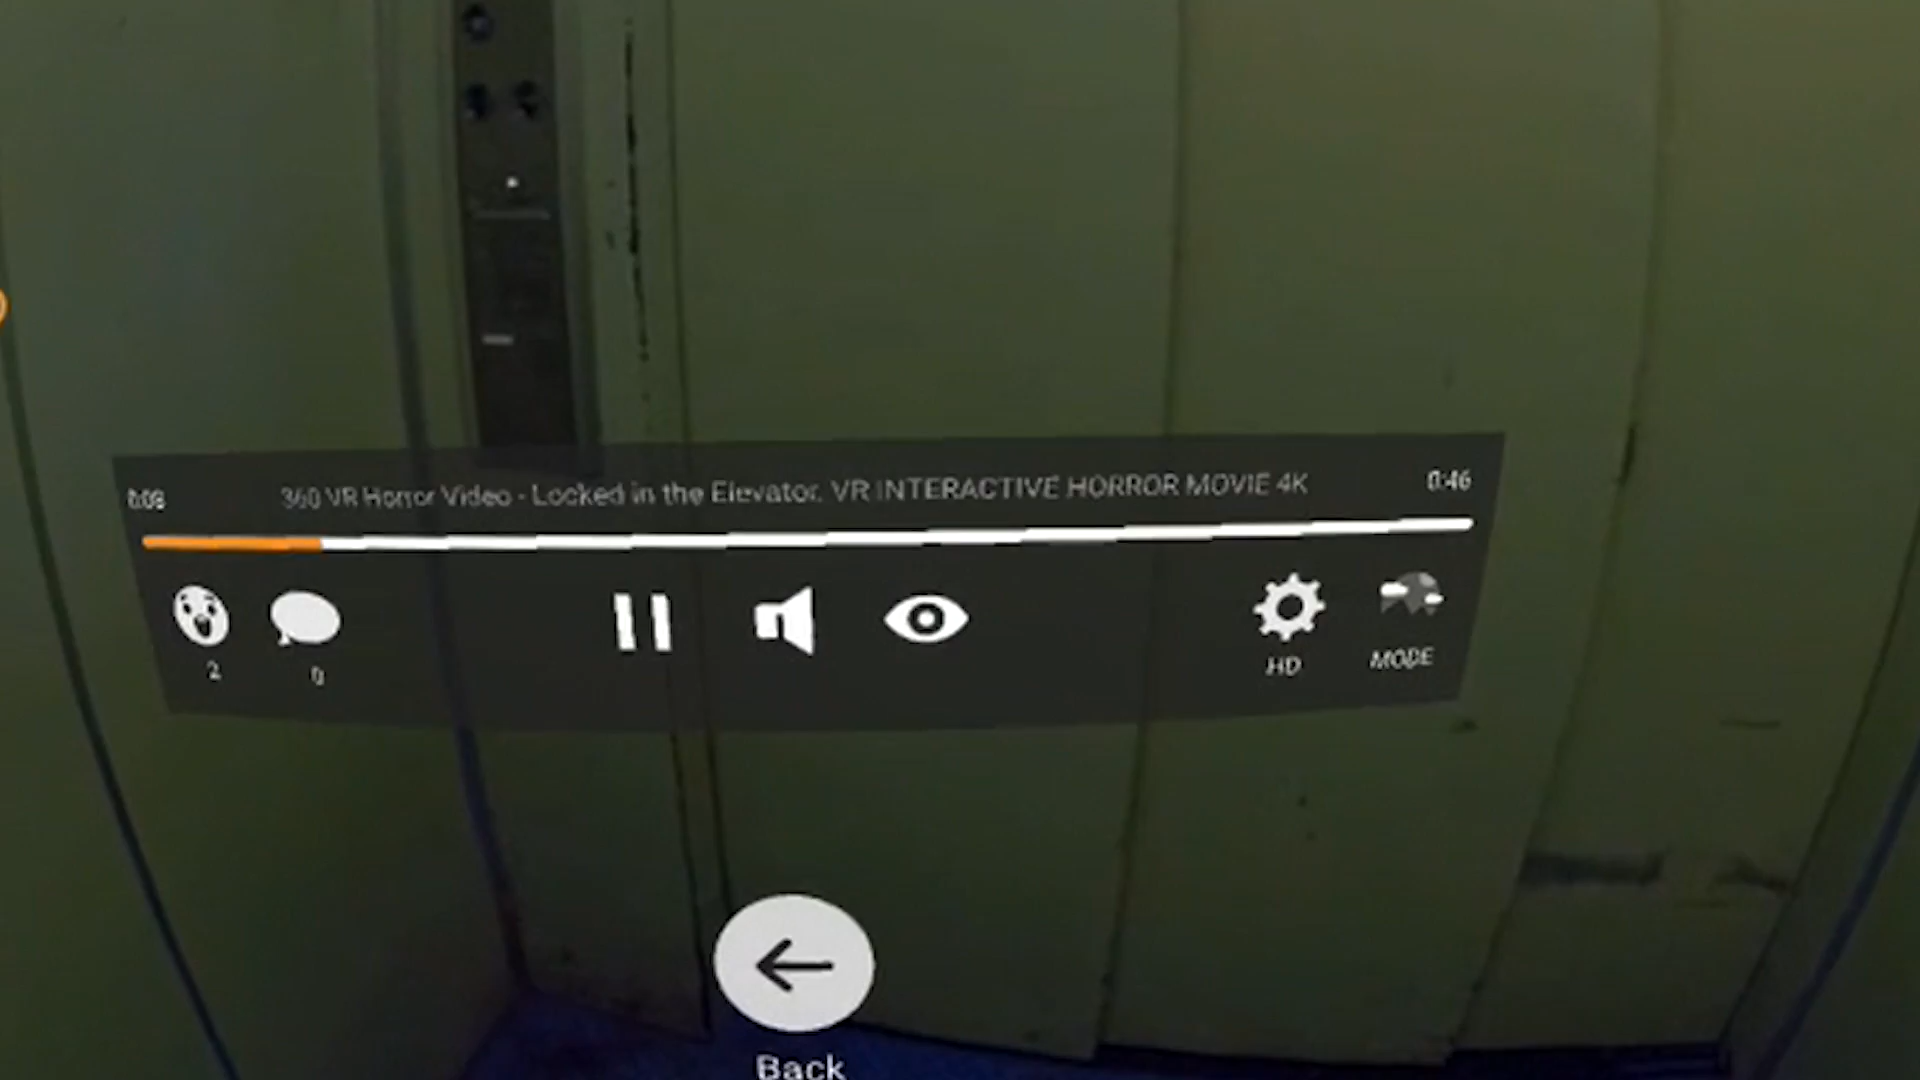 360 VR Horror Video - Locked in the Elevator. VR INTERACTIVE HORROR MOVIE 4K
0:46
2
0
HD
MODE
Back